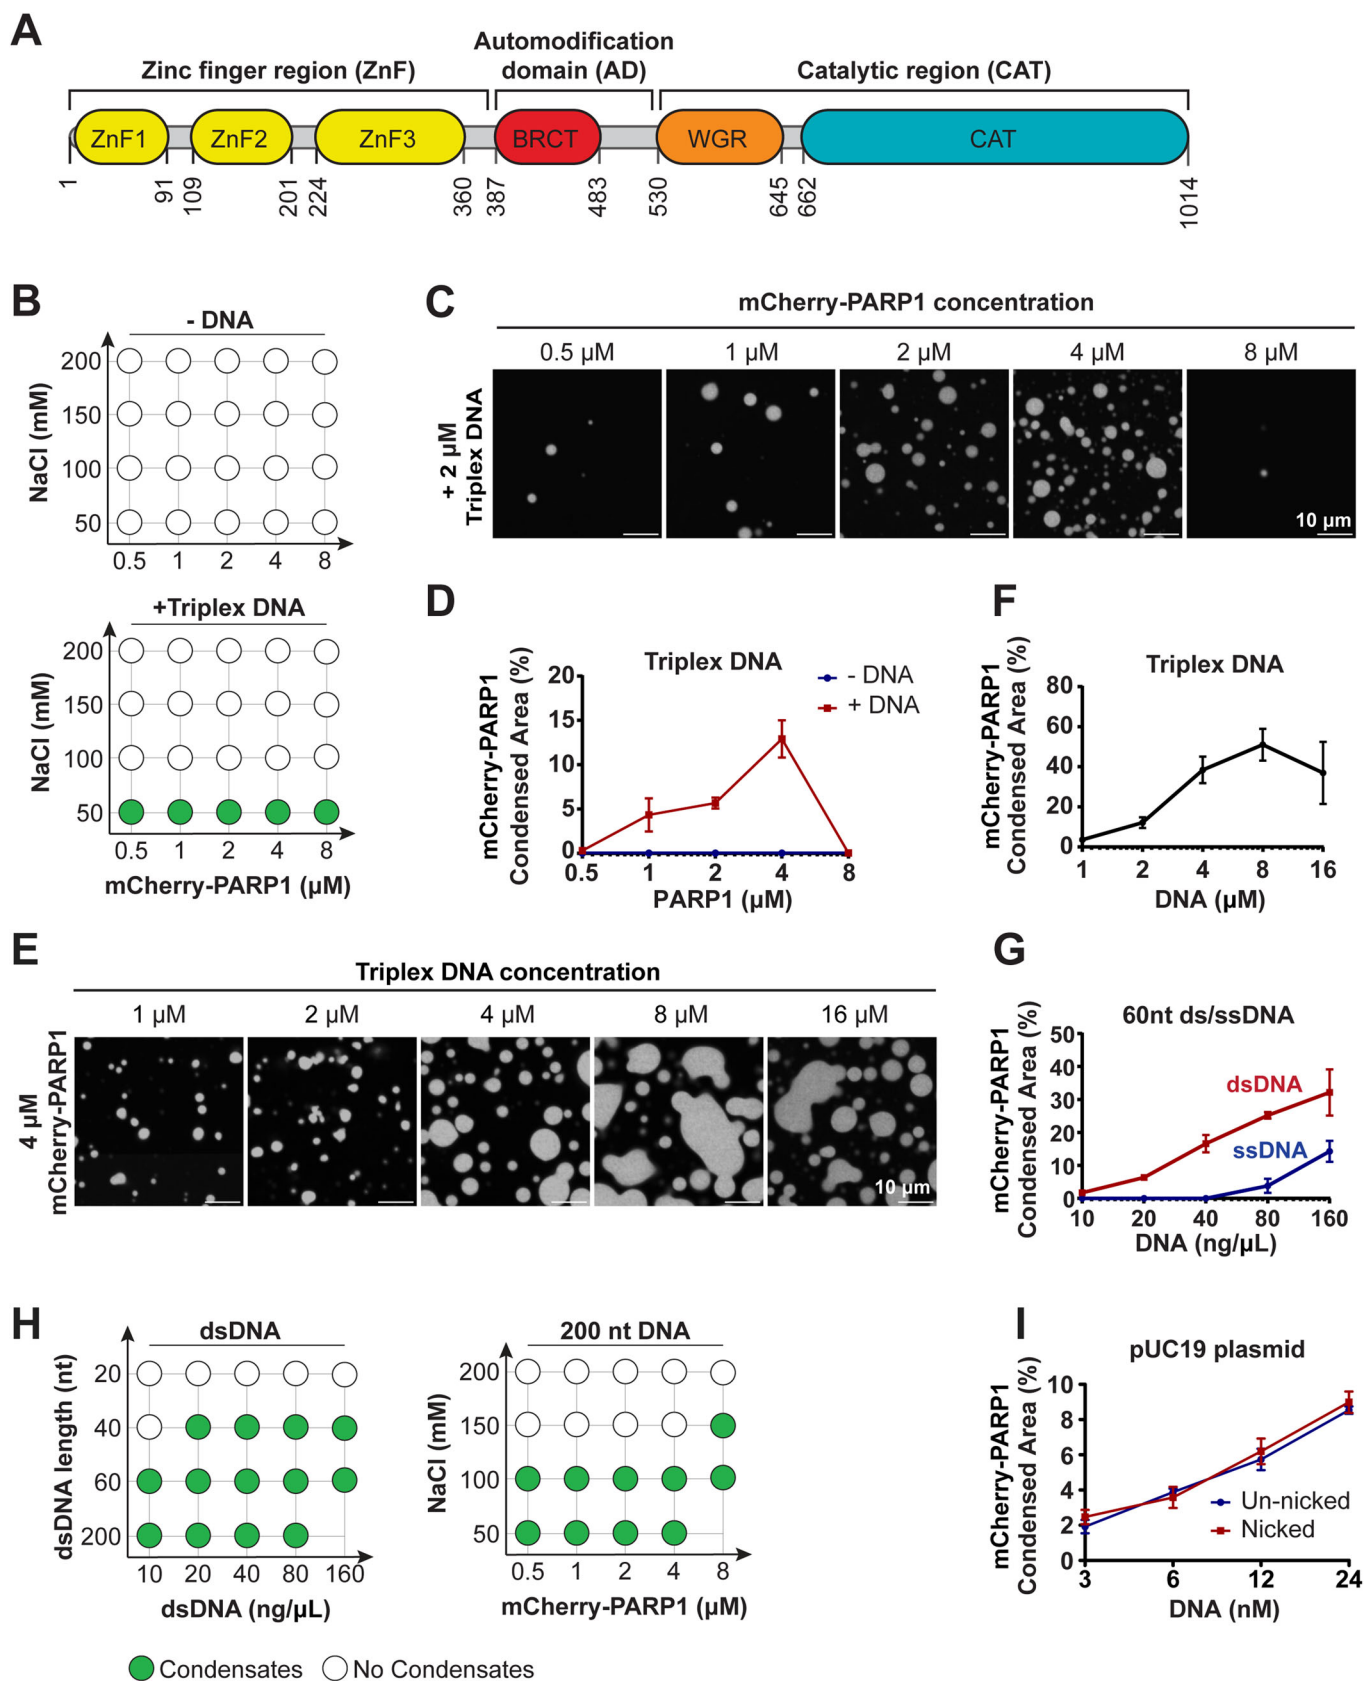 A
Zinc finger region (ZnF)
Automodification
domain (AD)
Catalytic region (CAT)
ZnF1 ZnF2 ZnF3 BRCT WGR CAT
1 91 109 201 224 360 387 483 530 645 662 1014
B
- DNA
NaCl (mM)
200
150
100
50
0.5 1 2 4 8
+Triplex DNA
NaCl (mM)
200
150
100
50
0.5 1 2 4 8
mCherry-PARP1 (µM)
C
mCherry-PARP1 concentration
0.5 µM 1 µM 2 µM 4 µM 8 µM
+ 2 µM
Triplex DNA
10 µm
D
Triplex DNA
mCherry-PARP1
Condensed Area (%)
20
15
10
5
0
- DNA
+ DNA
0.5 1 2 4 8
PARP1 (µM)
F
Triplex DNA
mCherry-PARP1
Condensed Area (%)
80
60
40
20
0
1 2 4 8 16
DNA (µM)
E
Triplex DNA concentration
1 µM 2 µM 4 µM 8 µM 16 µM
4 µM
mCherry-PARP1
10 µm
G
60nt ds/ssDNA
mCherry-PARP1
Condensed Area (%)
50
40
30
20
10
0
dsDNA
ssDNA
10 20 40 80 160
DNA (ng/µL)
H
dsDNA
dsDNA length (nt)
20
40
60
200
10 20 40 80 160
dsDNA (ng/µL)
200 nt DNA
NaCl (mM)
200
150
100
50
0.5 1 2 4 8
mCherry-PARP1 (µM)
Condensates No Condensates
I
pUC19 plasmid
mCherry-PARP1
Condensed Area (%)
10
8
6
4
2
0
Un-nicked
Nicked
3 6 12 24
DNA (nM)